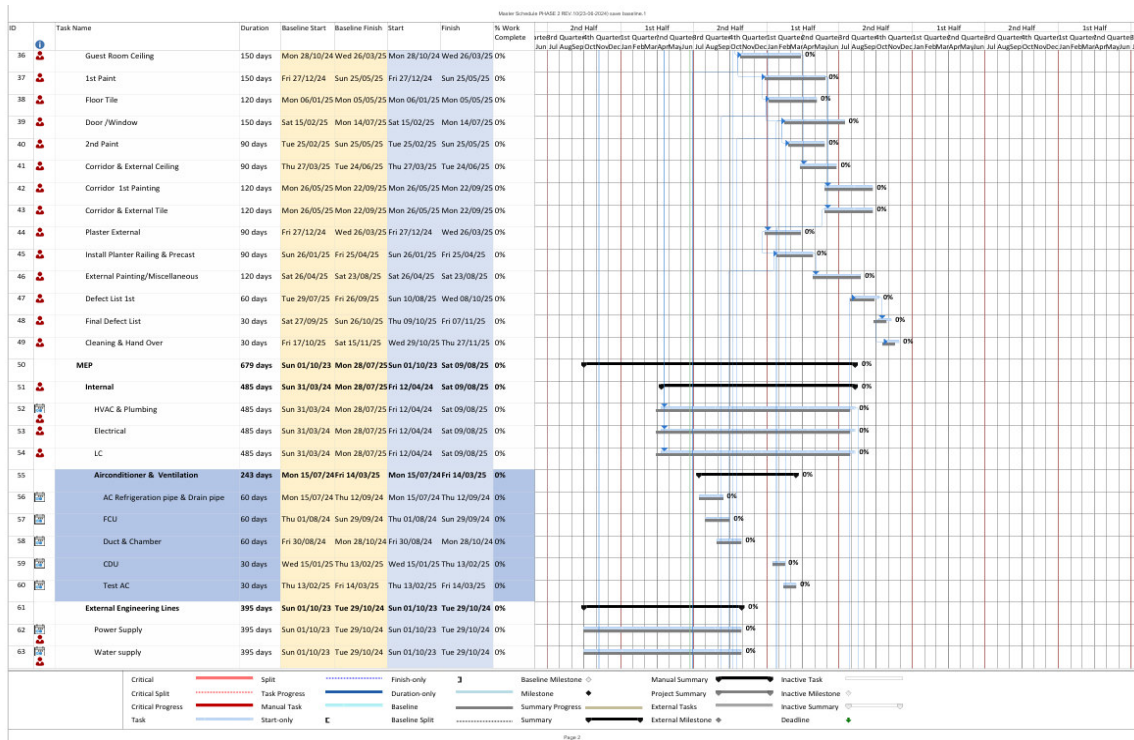 Master Schedule PHASE 2 REV.10(23-09-2024) save baseline.1
ID Task Name Duration Baseline Start Baseline Finish Start Finish % Work Complete
2nd Half 1st Half 2nd Half 1st Half 2nd Half 1st Half 2nd Half
36 Guest Room Ceiling 150 days Mon 28/10/24 Wed 26/03/25 Mon 28/10/24 Wed 26/03/25 0% 0%
37 1st Paint 150 days Fri 27/12/24 Sun 25/05/25 Fri 27/12/24 Sun 25/05/25 0% 0%
38 Floor Tile 120 days Mon 06/01/25 Mon 05/05/25 Mon 06/01/25 Mon 05/05/25 0% 0%
39 Door /Window 150 days Sat 15/02/25 Mon 14/07/25 Sat 15/02/25 Mon 14/07/25 0% 0%
40 2nd Paint 90 days Tue 25/02/25 Sun 25/05/25 Tue 25/02/25 Sun 25/05/25 0% 0%
41 Corridor & External Ceiling 90 days Thu 27/03/25 Tue 24/06/25 Thu 27/03/25 Tue 24/06/25 0% 0%
42 Corridor 1st Painting 120 days Mon 26/05/25 Mon 22/09/25 Mon 26/05/25 Mon 22/09/25 0% 0%
43 Corridor & External Tile 120 days Mon 26/05/25 Mon 22/09/25 Mon 26/05/25 Mon 22/09/25 0% 0%
44 Plaster External 90 days Fri 27/12/24 Wed 26/03/25 Fri 27/12/24 Wed 26/03/25 0% 0%
45 Install Planter Railing & Precast 90 days Sun 26/01/25 Fri 25/04/25 Sun 26/01/25 Fri 25/04/25 0% 0%
46 External Painting/Miscellaneous 120 days Sat 26/04/25 Sat 23/08/25 Sat 26/04/25 Sat 23/08/25 0% 0%
47 Defect List 1st 60 days Tue 29/07/25 Fri 26/09/25 Sun 10/08/25 Wed 08/10/25 0% 0%
48 Final Defect List 30 days Sat 27/09/25 Sun 26/10/25 Thu 09/10/25 Fri 07/11/25 0% 0%
49 Cleaning & Hand Over 30 days Fri 17/10/25 Sat 15/11/25 Wed 29/10/25 Thu 27/11/25 0% 0%
50 MEP 679 days Sun 01/10/23 Mon 28/07/25 Sun 01/10/23 Sat 09/08/25 0% 0%
51 Internal 485 days Sun 31/03/24 Mon 28/07/25 Fri 12/04/24 Sat 09/08/25 0% 0%
52 HVAC & Plumbing 485 days Sun 31/03/24 Mon 28/07/25 Fri 12/04/24 Sat 09/08/25 0% 0%
53 Electrical 485 days Sun 31/03/24 Mon 28/07/25 Fri 12/04/24 Sat 09/08/25 0% 0%
54 LC 485 days Sun 31/03/24 Mon 28/07/25 Fri 12/04/24 Sat 09/08/25 0% 0%
55 Airconditioner & Ventilation 243 days Mon 15/07/24 Fri 14/03/25 Mon 15/07/24 Fri 14/03/25 0% 0%
56 AC Refrigeration pipe & Drain pipe 60 days Mon 15/07/24 Thu 12/09/24 Mon 15/07/24 Thu 12/09/24 0% 0%
57 FCU 60 days Thu 01/08/24 Sun 29/09/24 Thu 01/08/24 Sun 29/09/24 0% 0%
58 Duct & Chamber 60 days Fri 30/08/24 Mon 28/10/24 Fri 30/08/24 Mon 28/10/24 0% 0%
59 CDU 30 days Wed 15/01/25 Thu 13/02/25 Wed 15/01/25 Thu 13/02/25 0% 0%
60 Test AC 30 days Thu 13/02/25 Fri 14/03/25 Thu 13/02/25 Fri 14/03/25 0% 0%
61 External Engineering Lines 395 days Sun 01/10/23 Tue 29/10/24 Sun 01/10/23 Tue 29/10/24 0% 0%
62 Power Supply 395 days Sun 01/10/23 Tue 29/10/24 Sun 01/10/23 Tue 29/10/24 0% 0%
63 Water supply 395 days Sun 01/10/23 Tue 29/10/24 Sun 01/10/23 Tue 29/10/24 0% 0%
Critical Split Finish-only Baseline Milestone Manual Summary Inactive Task
Critical Split Task Progress Duration-only Milestone Project Summary Inactive Milestone
Critical Progress Manual Task Baseline Summary Progress External Tasks Inactive Summary
Task Start-only Baseline Split Summary External Milestone Deadline
Page 2